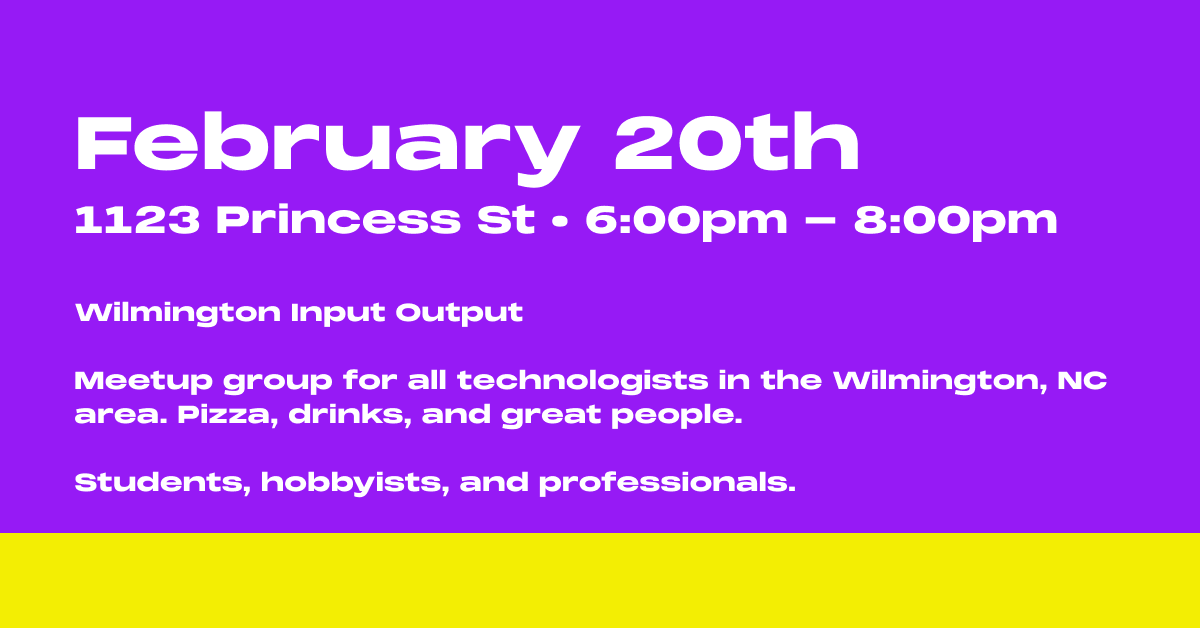 February 20th
1123 Princess St • 6:00pm – 8:00pm
Wilmington Input Output
Meetup group for all technologists in the Wilmington, NC
area. Pizza, drinks, and great people.
Students, hobbyists, and professionals.